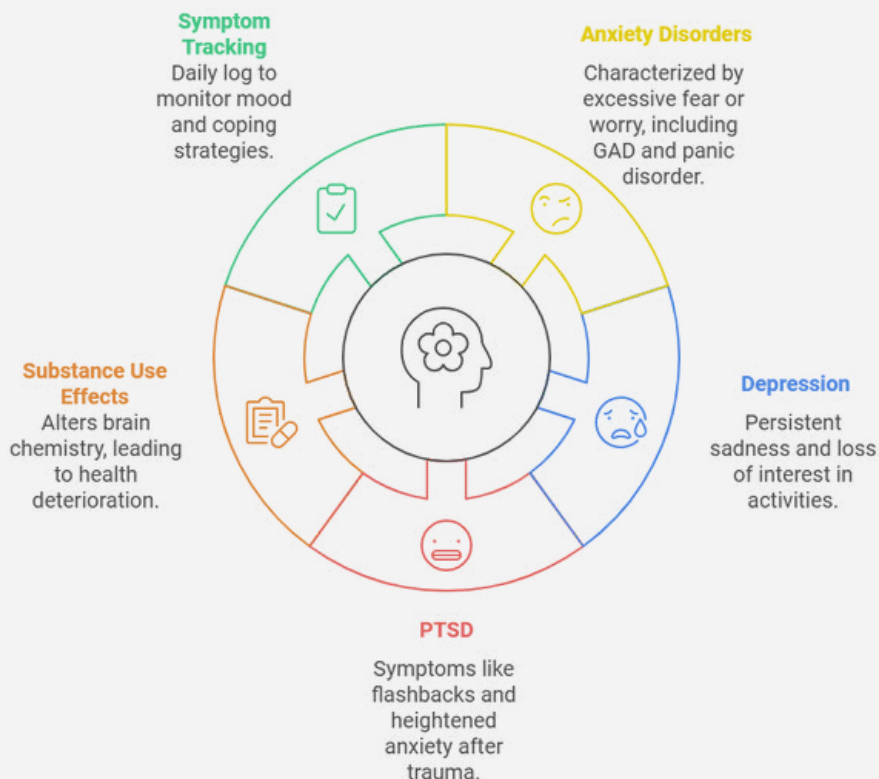 Symptom
Tracking
Daily log to
monitor mood
and coping
strategies.
Anxiety Disorders
Characterized by
excessive fear or
worry, including
GAD and panic
disorder.
Substance Use
Effects
Alters brain
chemistry, leading
to health
deterioration.
Depression
Persistent
sadness and loss
of interest in
activities.
PTSD
Symptoms like
flashbacks and
heightened
anxiety after
trauma.